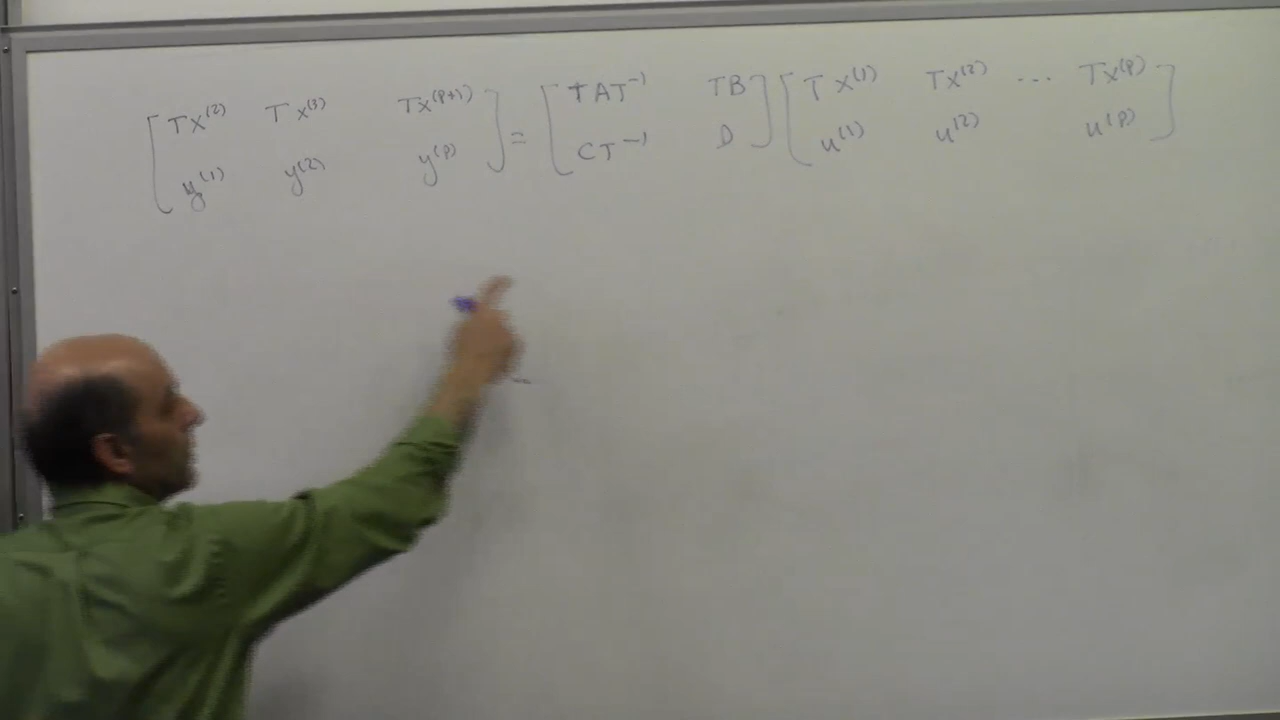 [ Tx⁽²⁾ Tx⁽³⁾ Tx⁽ᵖ⁺¹⁾ ] = [ TAT⁻¹ TB ] [ Tx⁽¹⁾ Tx⁽²⁾ ... Tx⁽ᵖ⁾ ]
[ y⁽¹⁾ y⁽²⁾ y⁽ᵖ⁾ ] [ CT⁻¹ D ] [ u⁽¹⁾ u⁽²⁾ u⁽ᵖ⁾ ]